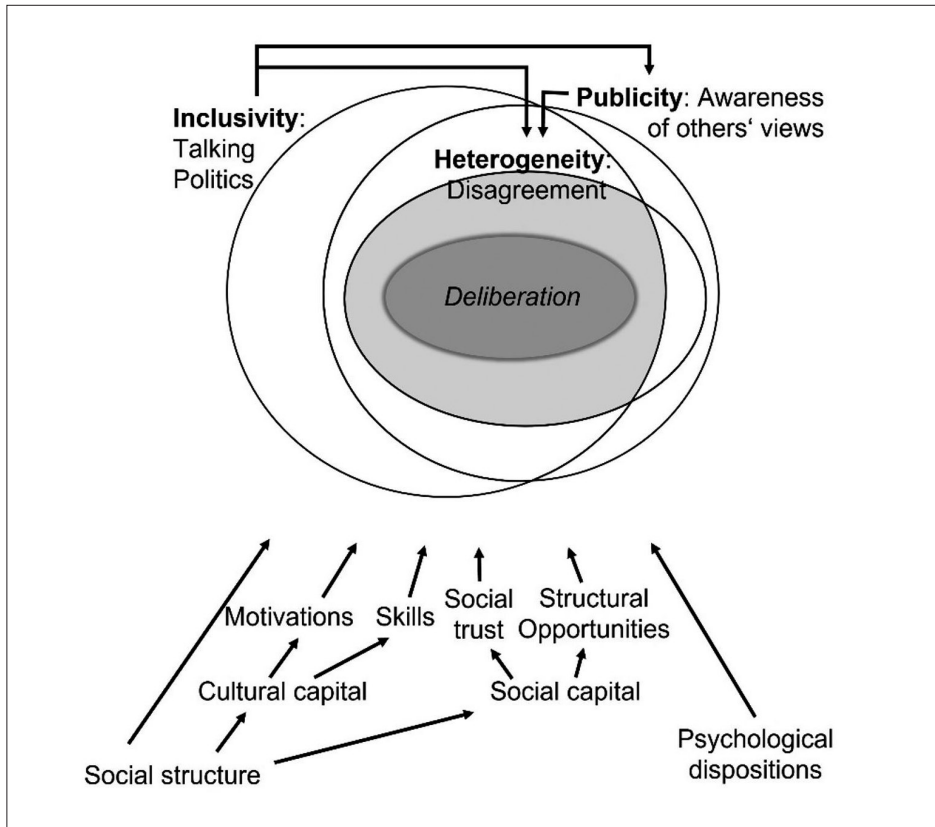 Inclusivity:
Talking
Politics
Publicity: Awareness
of others‘ views
Heterogeneity:
Disagreement
Deliberation
Motivations
Skills
Social
trust
Structural
Opportunities
Cultural capital
Social capital
Social structure
Psychological
dispositions